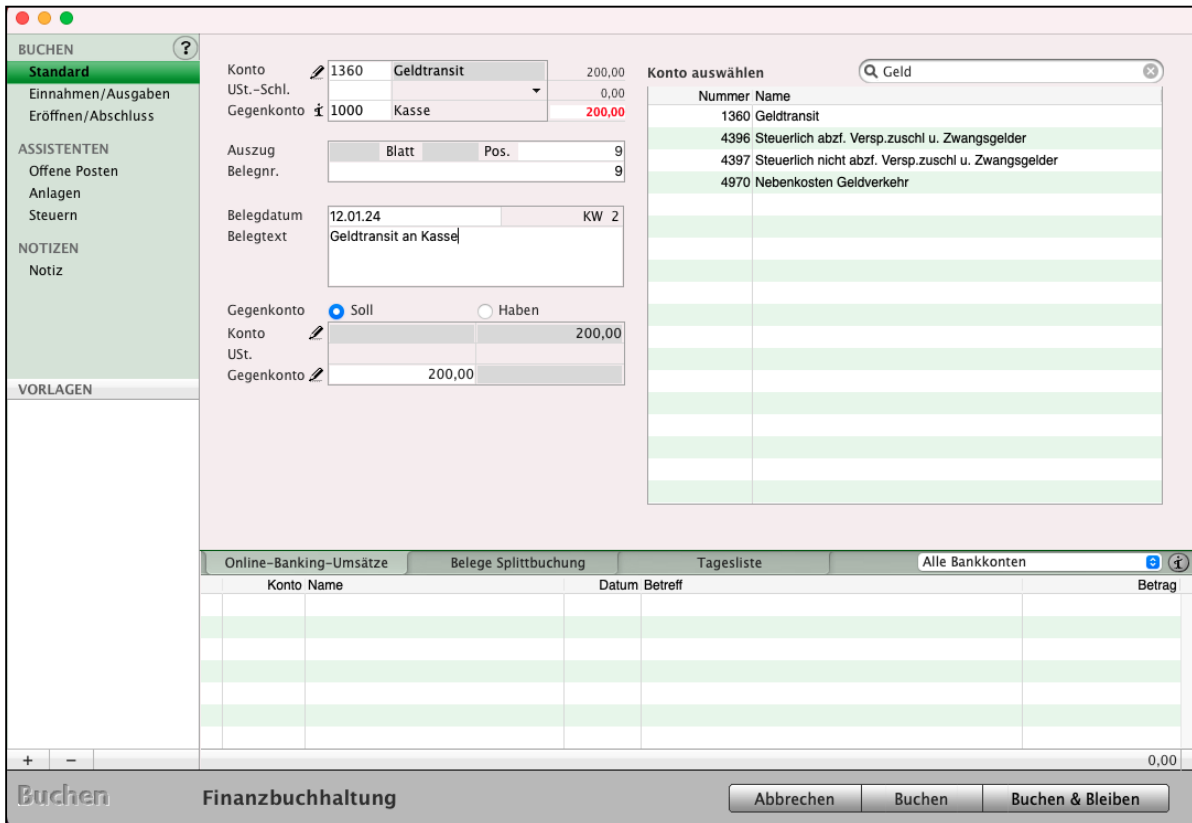 BUCHEN
?
Standard
Einnahmen/Ausgaben
Eröffnen/Abschluss
ASSISTENTEN
Offene Posten
Anlagen
Steuern
NOTIZEN
Notiz
VORLAGEN
Konto 1360 Geldtransit 200,00
USt.-Schl. 0,00
Gegenkonto i 1000 Kasse 200,00
Auszug Blatt Pos. 9
Belegnr. 9
Belegdatum 12.01.24 KW 2
Belegtext Geldtransit an Kasse
Gegenkonto Soll Haben
Konto 200,00
USt.
Gegenkonto 200,00
Konto auswählen Geld
Nummer Name
1360 Geldtransit
4396 Steuerlich abzf. Versp.zuschl u. Zwangsgelder
4397 Steuerlich nicht abzf. Versp.zuschl u. Zwangsgelder
4970 Nebenkosten Geldverkehr
Online-Banking-Umsätze Belege Splittbuchung Tagesliste Alle Bankkonten i
Konto Name Datum Betreff Betrag
+ − 0,00
Buchen Finanzbuchhaltung Abbrechen Buchen Buchen & Bleiben